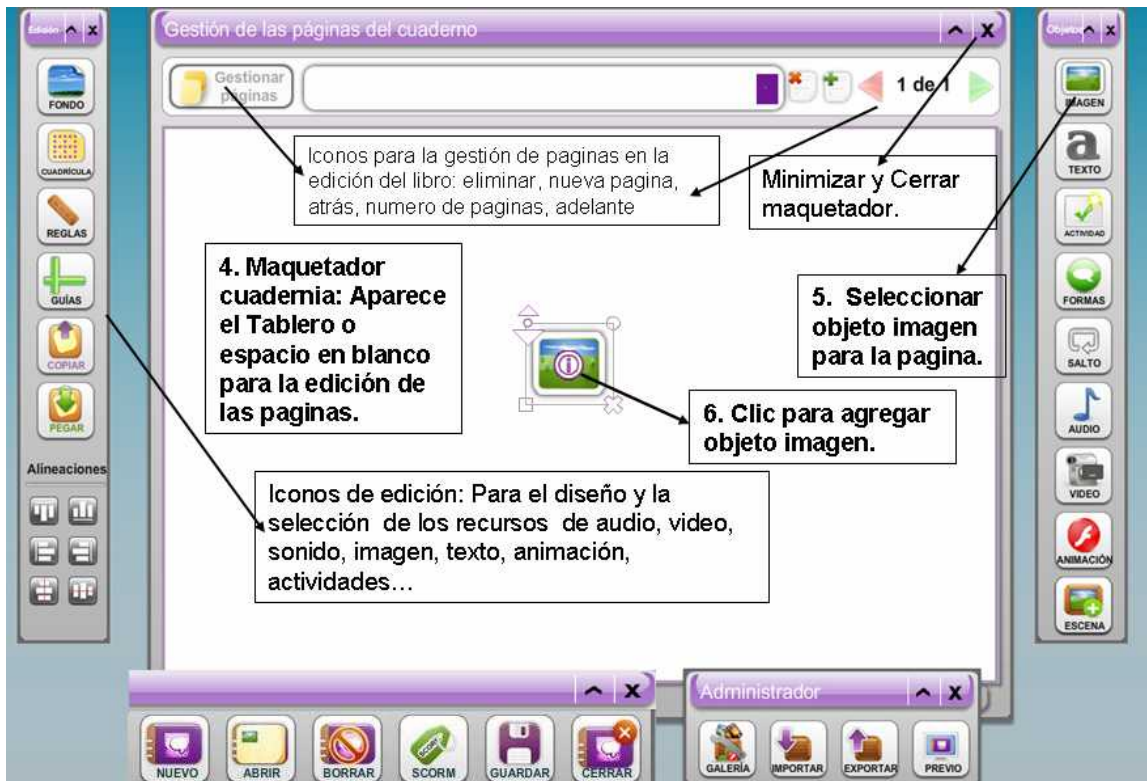 Edición
Gestión de las páginas del cuaderno
Objetos
Gestionar
páginas
1 de 1
FONDO
CUADRÍCULA
REGLAS
GUÍAS
COPIAR
PEGAR
Alineaciones
Iconos para la gestión de paginas en la
edición del libro: eliminar, nueva pagina,
atrás, numero de paginas, adelante
Minimizar y Cerrar
maquetador.
4. Maquetador
cuadernia: Aparece
el Tablero o
espacio en blanco
para la edición de
las paginas.
5. Seleccionar
objeto imagen
para la pagina.
6. Clic para agregar
objeto imagen.
Iconos de edición: Para el diseño y la
selección de los recursos de audio, video,
sonido, imagen, texto, animación,
actividades...
IMAGEN
a
TEXTO
ACTIVIDAD
FORMAS
SALTO
AUDIO
VIDEO
ANIMACIÓN
ESCENA
NUEVO
ABRIR
BORRAR
SCORM
SCORM
GUARDAR
CERRAR
Administrador
GALERÍA
IMPORTAR
EXPORTAR
PREVIO